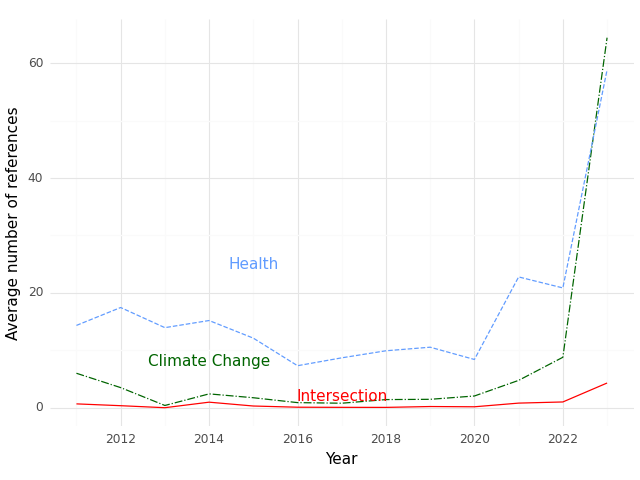 60
40
20
0
Health
Climate Change
Intersection
2012 2014 2016 2018 2020 2022
Year
Average number of references